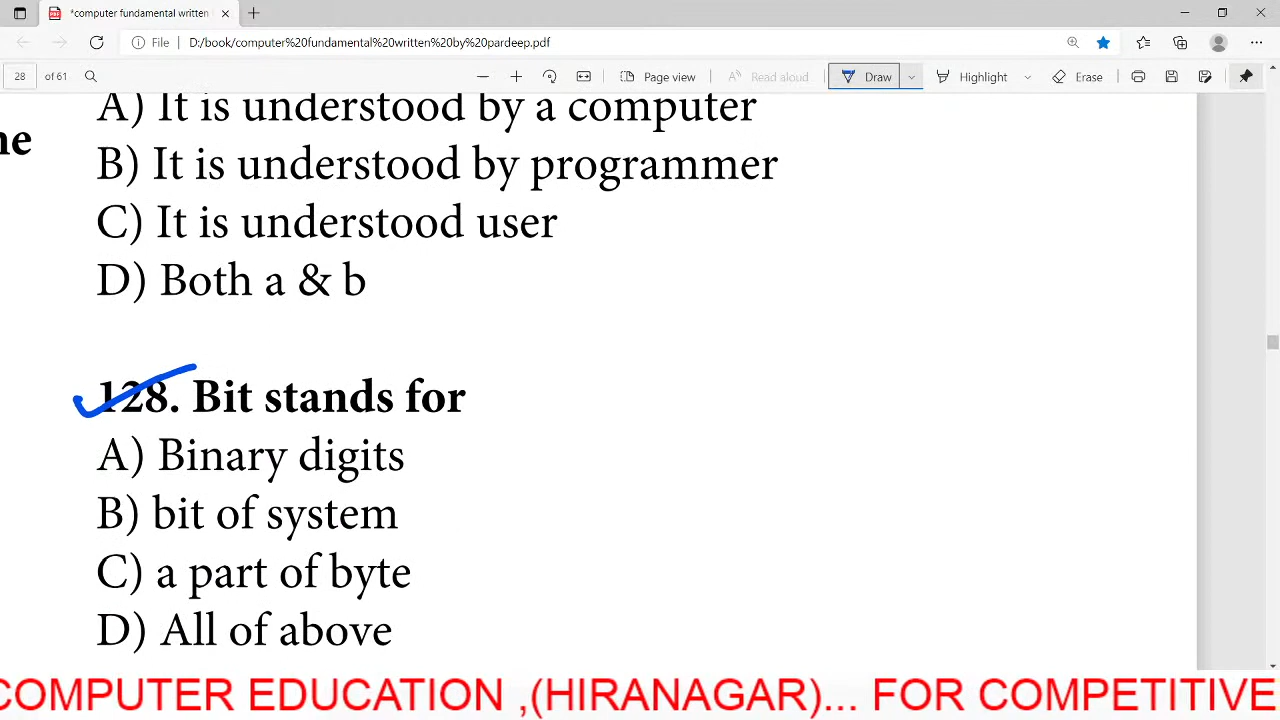 *computer fundamental written
File D:/book/computer%20fundamental%20written%20by%20pardeep.pdf
28 of 61 Page view Read aloud Draw Highlight Erase
ne
A) It is understood by a computer
B) It is understood by programmer
C) It is understood user
D) Both a & b
128. Bit stands for
A) Binary digits
B) bit of system
C) a part of byte
D) All of above
COMPUTER EDUCATION ,(HIRANAGAR)... FOR COMPETITIVE